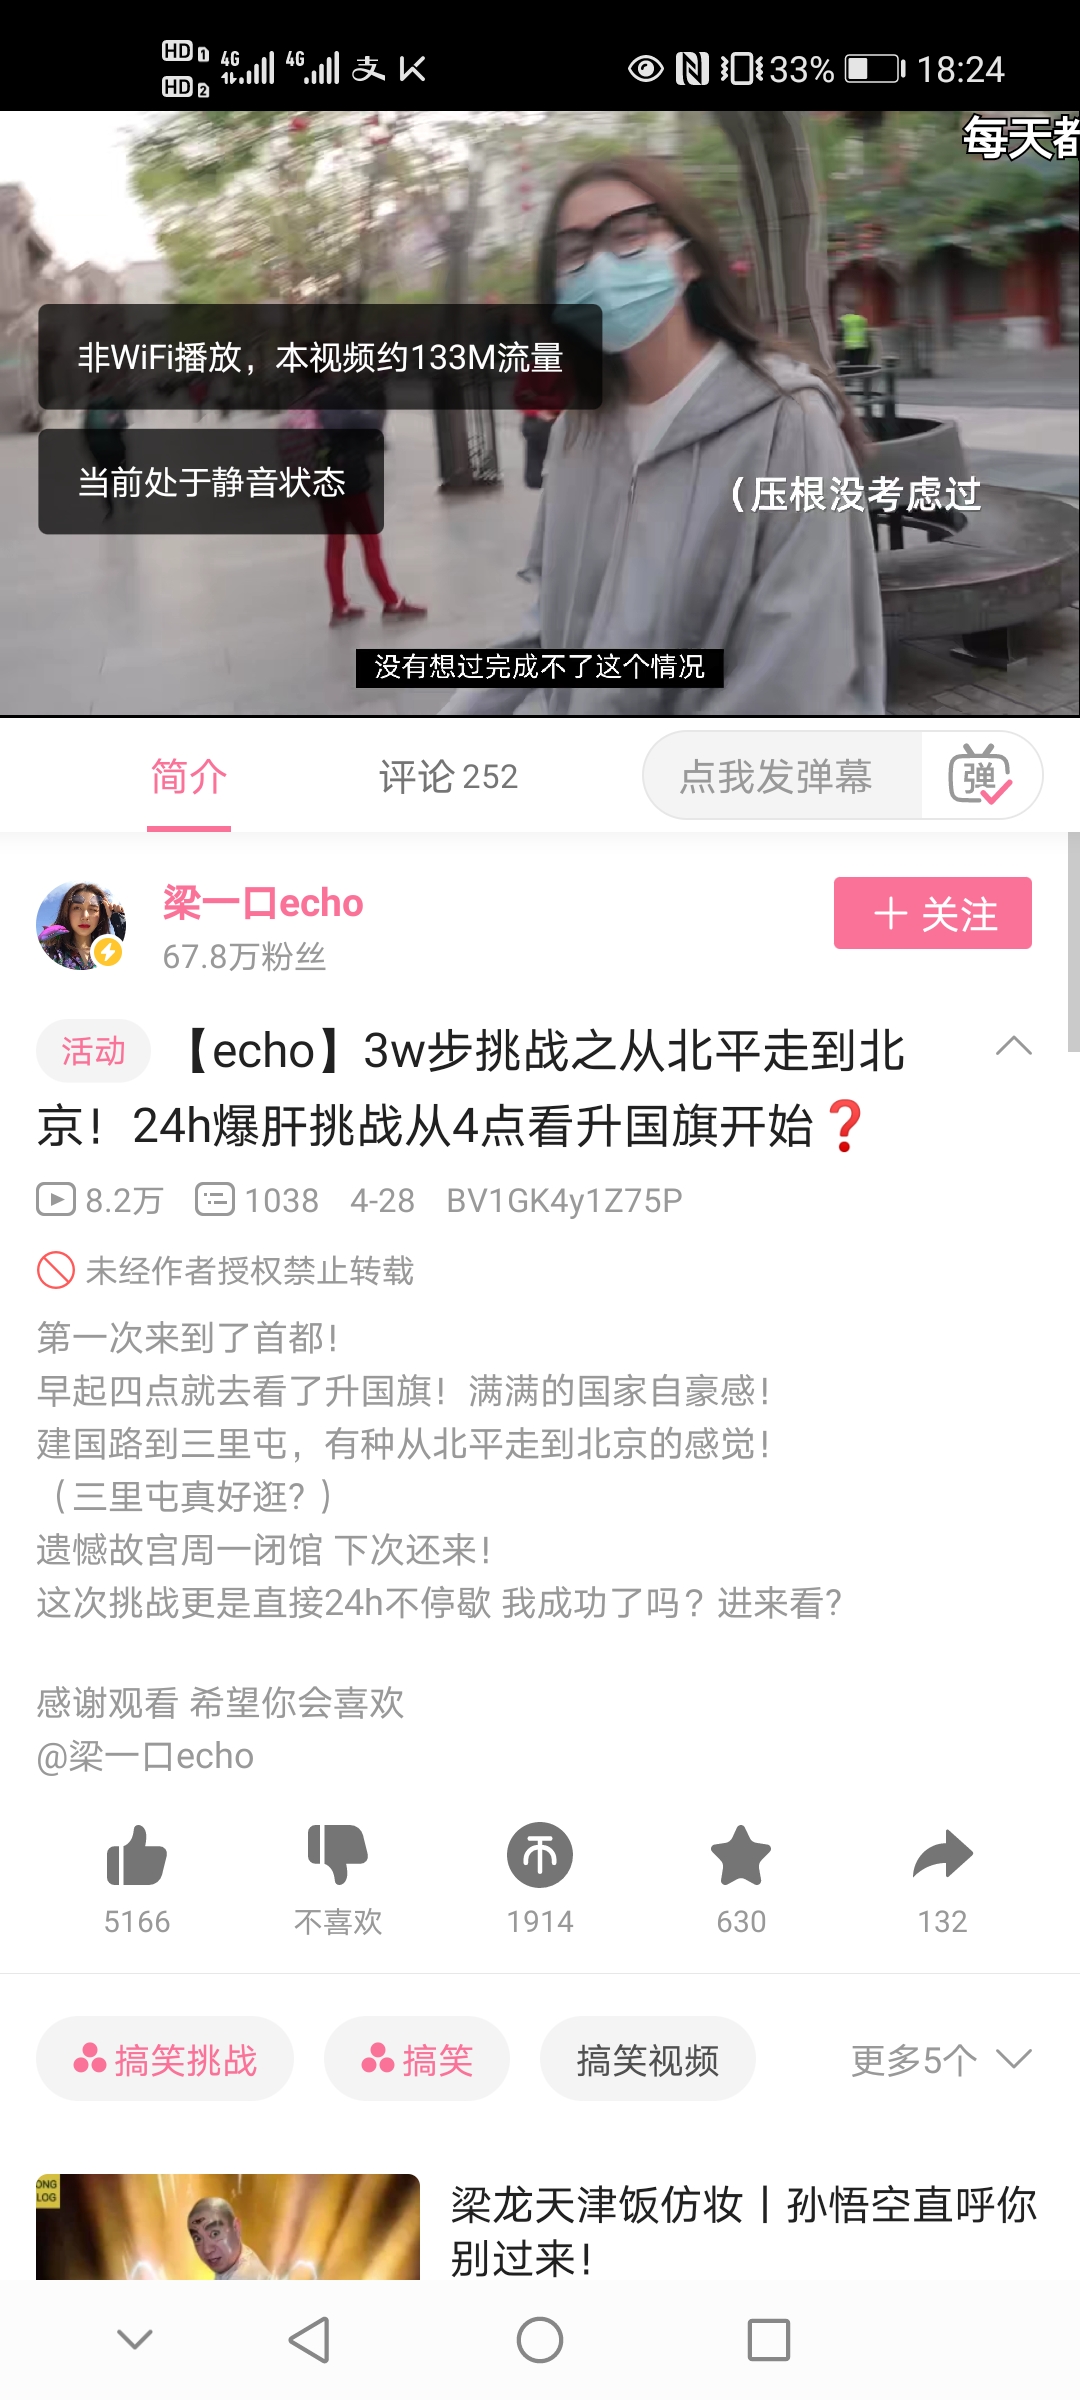 HD 1 4G 4G 支 K 33% 18:24
HD 2
每天都
非WiFi播放，本视频约133M流量
当前处于静音状态
（压根没考虑过
没有想过完成不了这个情况
简介 评论 252 点我发弹幕 弹
梁一口echo
67.8万粉丝
＋ 关注
活动 【echo】3w步挑战之从北平走到北
京！24h爆肝挑战从4点看升国旗开始❓
8.2万 1038 4-28 BV1GK4y1Z75P
未经作者授权禁止转载
第一次来到了首都！
早起四点就去看了升国旗！满满的国家自豪感！
建国路到三里屯，有种从北平走到北京的感觉！
（三里屯真好逛？）
遗憾故宫周一闭馆 下次还来！
这次挑战更是直接24h不停歇 我成功了吗？进来看？
感谢观看 希望你会喜欢
@梁一口echo
5166 不喜欢 1914 630 132
搞笑挑战 搞笑 搞笑视频 更多5个
ONG
LOG
梁龙天津饭仿妆丨孙悟空直呼你
别过来！